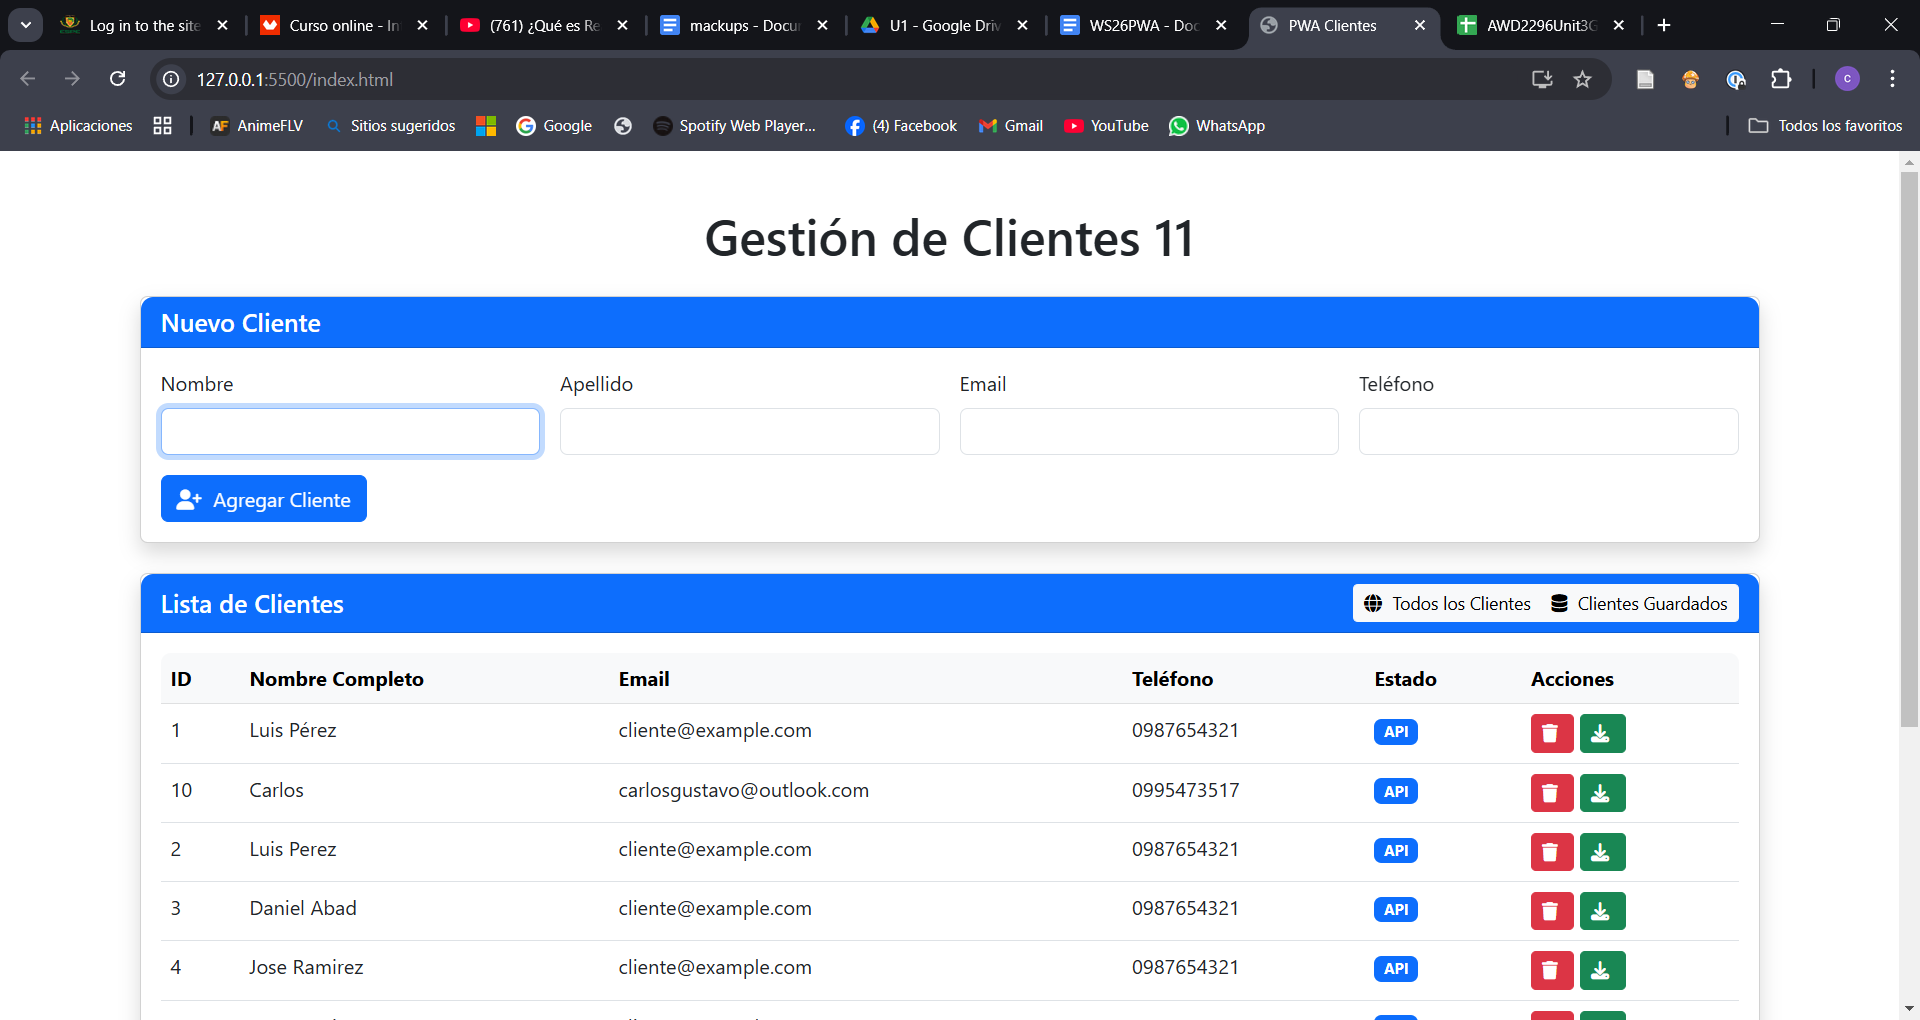 Log in to the site
Curso online - In
(761) ¿Qué es Re
mackups - Docu
U1 - Google Driv
WS26PWA - Doc
PWA Clientes
AWD2296Unit3G
127.0.0.1:5500/index.html
C
Aplicaciones
AnimeFLV
Sitios sugeridos
Google
Spotify Web Player...
(4) Facebook
Gmail
YouTube
WhatsApp
Todos los favoritos
Gestión de Clientes 11
Nuevo Cliente
Nombre Apellido Email Teléfono
Agregar Cliente
Lista de Clientes Todos los Clientes Clientes Guardados
ID Nombre Completo Email Teléfono Estado Acciones
1 Luis Pérez cliente@example.com 0987654321 API
10 Carlos carlosgustavo@outlook.com 0995473517 API
2 Luis Perez cliente@example.com 0987654321 API
3 Daniel Abad cliente@example.com 0987654321 API
4 Jose Ramirez cliente@example.com 0987654321 API